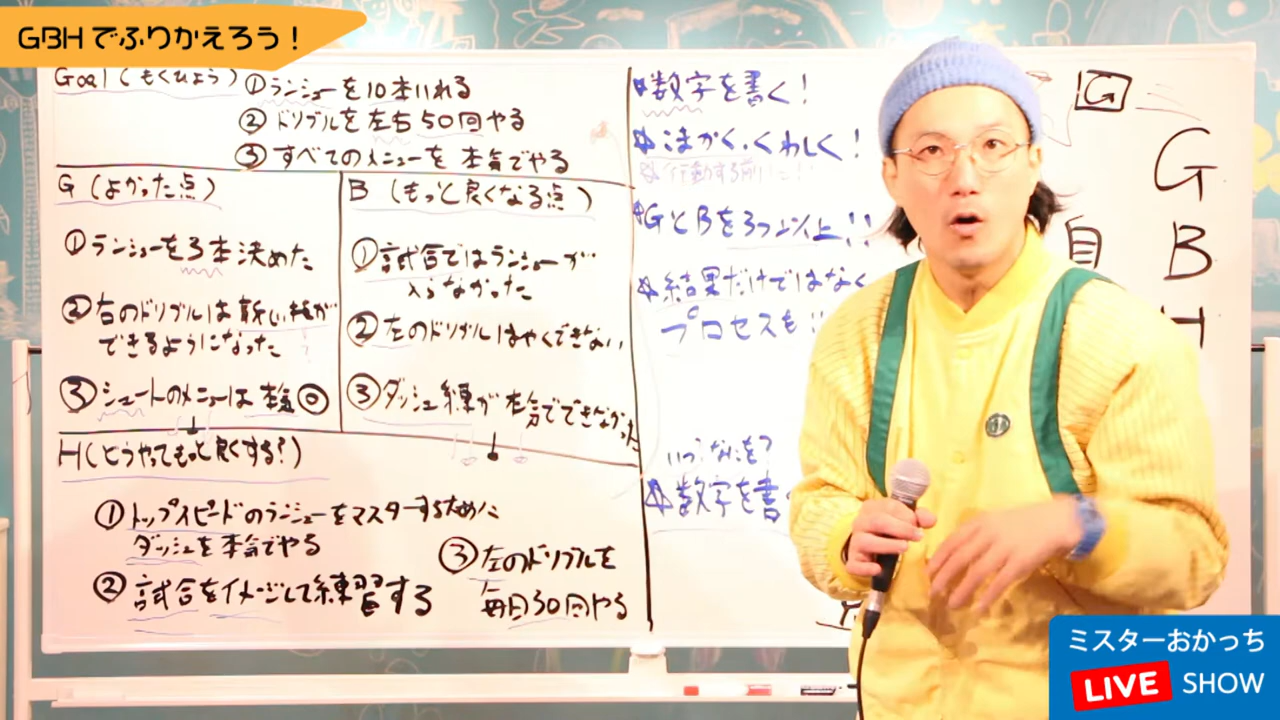 GBHでふりかえろう！
Goal（もくひょう）
①ランシューを10本いれる
②ドリブルを左右50回やる
③すべてのメニューを本気でやる
G（よかった点）
①ランシューを3本決めた
②右のドリブルは新しい技が
できるようになった
③シュートのメニューは本気◎
B（もっと良くなる点）
①試合ではランシューが
入らなかった
②左のドリブルははやくできない
③ダッシュ練が本気でできなかった
H（どうやってもっと良くする？）
①トップスピードのランシューをマスターするために
ダッシュを本気でやる
②試合をイメージして練習する
③左のドリブルを
毎日30回やる
数字を書く！
こまかく・くわしく！
行動する前に！！
GとBを3つ以上！！
結果だけではなく
プロセスも！！
いつ？なにを？
数字を書
G
G
B
H
自
ミスターおかっち
LIVE SHOW